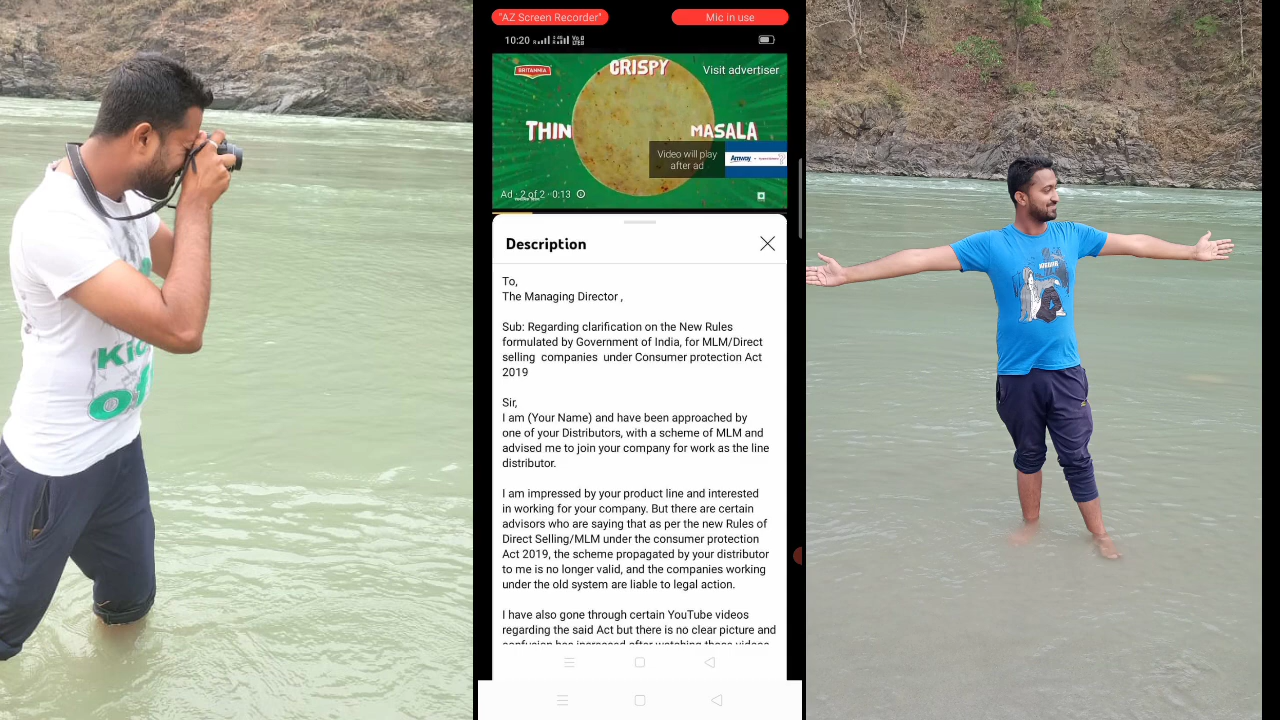 "AZ Screen Recorder"
Mic in use
10:20
BRITANNIA
CRISPY
Visit advertiser
THIN
MASALA
Video will play
after ad
Amway
Ad · 2 of 2 · 0:13
Description
To,
The Managing Director ,
Sub: Regarding clarification on the New Rules
formulated by Government of India, for MLM/Direct
selling companies under Consumer protection Act
2019
Sir,
I am (Your Name) and have been approached by
one of your Distributors, with a scheme of MLM and
advised me to join your company for work as the line
distributor.
I am impressed by your product line and interested
in working for your company. But there are certain
advisors who are saying that as per the new Rules of
Direct Selling/MLM under the consumer protection
Act 2019, the scheme propagated by your distributor
to me is no longer valid, and the companies working
under the old system are liable to legal action.
I have also gone through certain YouTube videos
regarding the said Act but there is no clear picture and
confusion has increased after watching these videos